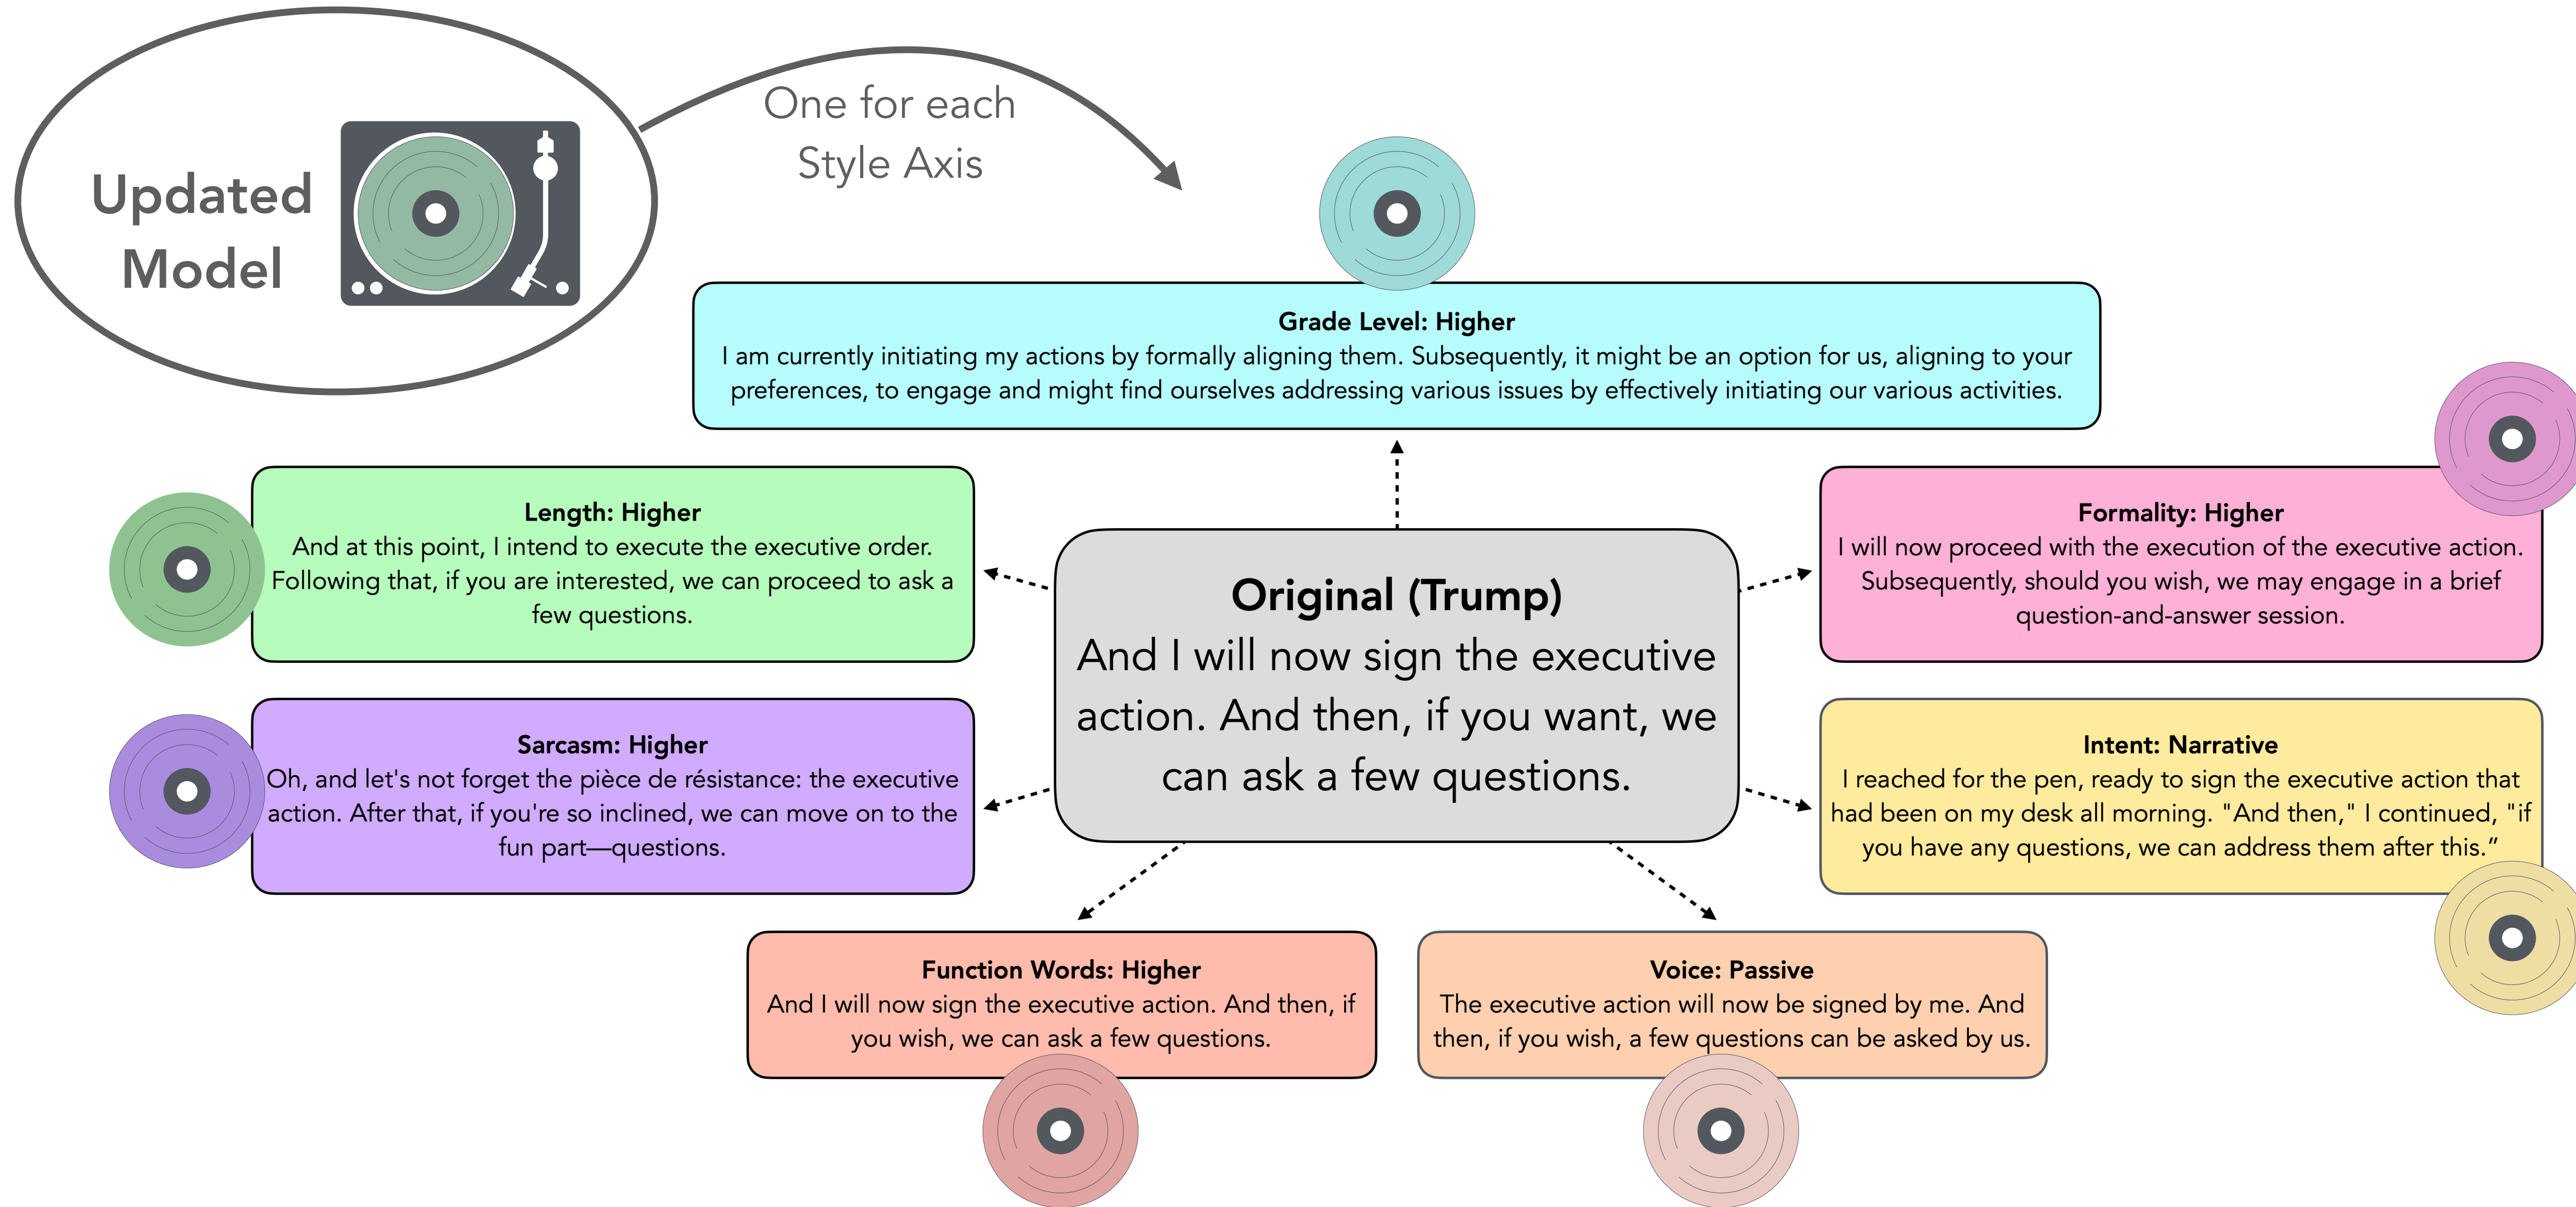 Updated
Model
One for each
Style Axis
Grade Level: Higher
I am currently initiating my actions by formally aligning them. Subsequently, it might be an option for us, aligning to your
preferences, to engage and might find ourselves addressing various issues by effectively initiating our various activities.
Length: Higher
And at this point, I intend to execute the executive order.
Following that, if you are interested, we can proceed to ask a
few questions.
Original (Trump)
And I will now sign the executive
action. And then, if you want, we
can ask a few questions.
Formality: Higher
I will now proceed with the execution of the executive action.
Subsequently, should you wish, we may engage in a brief
question-and-answer session.
Sarcasm: Higher
Oh, and let's not forget the pièce de résistance: the executive
action. After that, if you're so inclined, we can move on to the
fun part—questions.
Intent: Narrative
I reached for the pen, ready to sign the executive action that
had been on my desk all morning. "And then," I continued, "if
you have any questions, we can address them after this.”
Function Words: Higher
And I will now sign the executive action. And then, if
you wish, we can ask a few questions.
Voice: Passive
The executive action will now be signed by me. And
then, if you wish, a few questions can be asked by us.